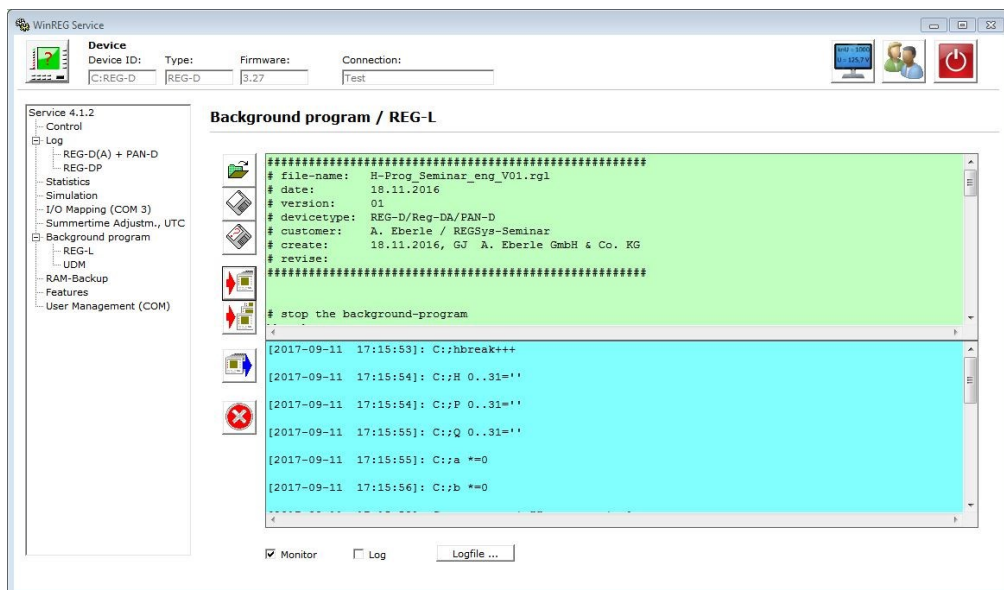 WinREG Service
Device
Device ID: Type: Firmware: Connection:
C:REG-D REG-D 3.27 Test
kniU = 1000
U = 125.7 V
Service 4.1.2
Control
Log
REG-D(A) + PAN-D
REG-DP
Statistics
Simulation
I/O Mapping (COM 3)
Summertime Adjustm., UTC
Background program
REG-L
UDM
RAM-Backup
Features
User Management (COM)
Background program / REG-L
#######################################################
# file-name: H-Prog_Seminar_eng_V01.rgl
# date: 18.11.2016
# version: 01
# devicetype: REG-D/Reg-DA/PAN-D
# customer: A. Eberle / REGSys-Seminar
# create: 18.11.2016, GJ A. Eberle GmbH & Co. KG
# revise:
#######################################################
# stop the background-program
[2017-09-11 17:15:53]: C:;hbreak+++
[2017-09-11 17:15:54]: C:;H 0..31=''
[2017-09-11 17:15:54]: C:;P 0..31=''
[2017-09-11 17:15:55]: C:;Q 0..31=''
[2017-09-11 17:15:55]: C:;a *=0
[2017-09-11 17:15:56]: C:;b *=0
Monitor Log Logfile ...